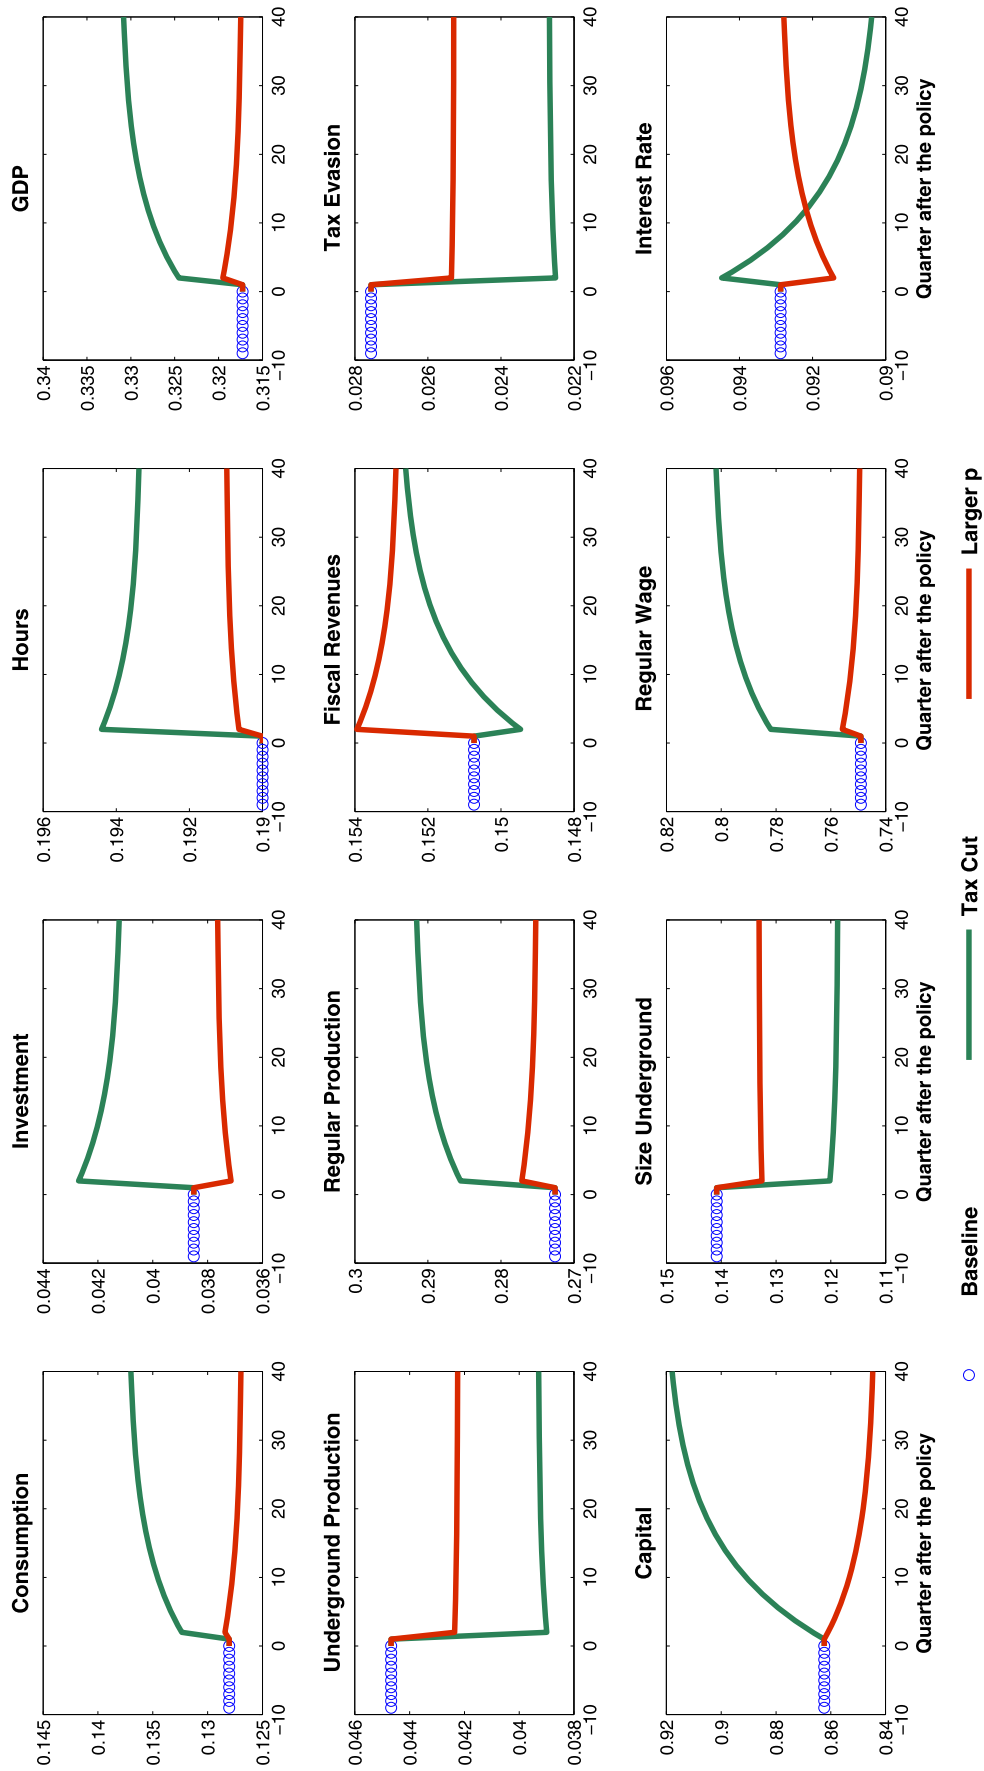 Consumption
0.145
0.114
0.135
0.113
0.125
−10 0 10 20 30 40
Investment
0.044
0.042
0.04
0.038
0.036
−10 0 10 20 30 40
Hours
0.196
0.194
0.192
0.19
−10 0 10 20 30 40
GDP
0.34
0.335
0.33
0.325
0.32
0.315
−10 0 10 20 30 40
Underground Production
0.046
0.044
0.042
0.04
0.038
−10 0 10 20 30 40
Regular Production
0.3
0.29
0.28
0.27
−10 0 10 20 30 40
Fiscal Revenues
0.154
0.152
0.15
0.148
−10 0 10 20 30 40
Tax Evasion
0.028
0.026
0.024
0.022
−10 0 10 20 30 40
Capital
0.92
0.9
0.88
0.86
0.84
−10 0 10 20 30 40
Quarter after the policy
Size Underground
0.15
0.14
0.13
0.12
0.11
−10 0 10 20 30 40
Quarter after the policy
Regular Wage
0.82
0.8
0.78
0.76
0.74
−10 0 10 20 30 40
Quarter after the policy
Interest Rate
0.096
0.094
0.092
0.09
−10 0 10 20 30 40
Quarter after the policy
Baseline Tax Cut Larger p